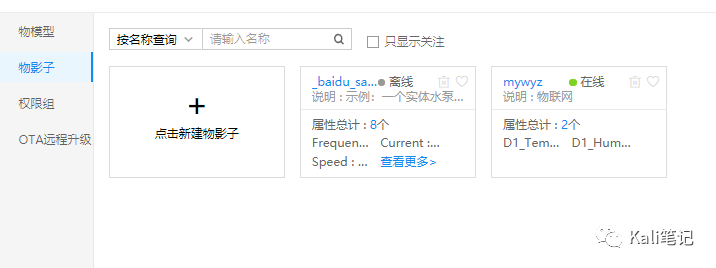 物模型
物影子
权限组
OTA远程升级
按名称查询 请输入名称 只显示关注
+
点击新建物影子
_baidu_sa... 离线
说明 : 示例：一个实体水泵...
属性总计 : 8个
Frequen... Current :...
Speed : ... 查看更多>
mywyz 在线
说明 : 物联网
属性总计 : 2个
D1_Tem... D1_Hum...
Kali笔记